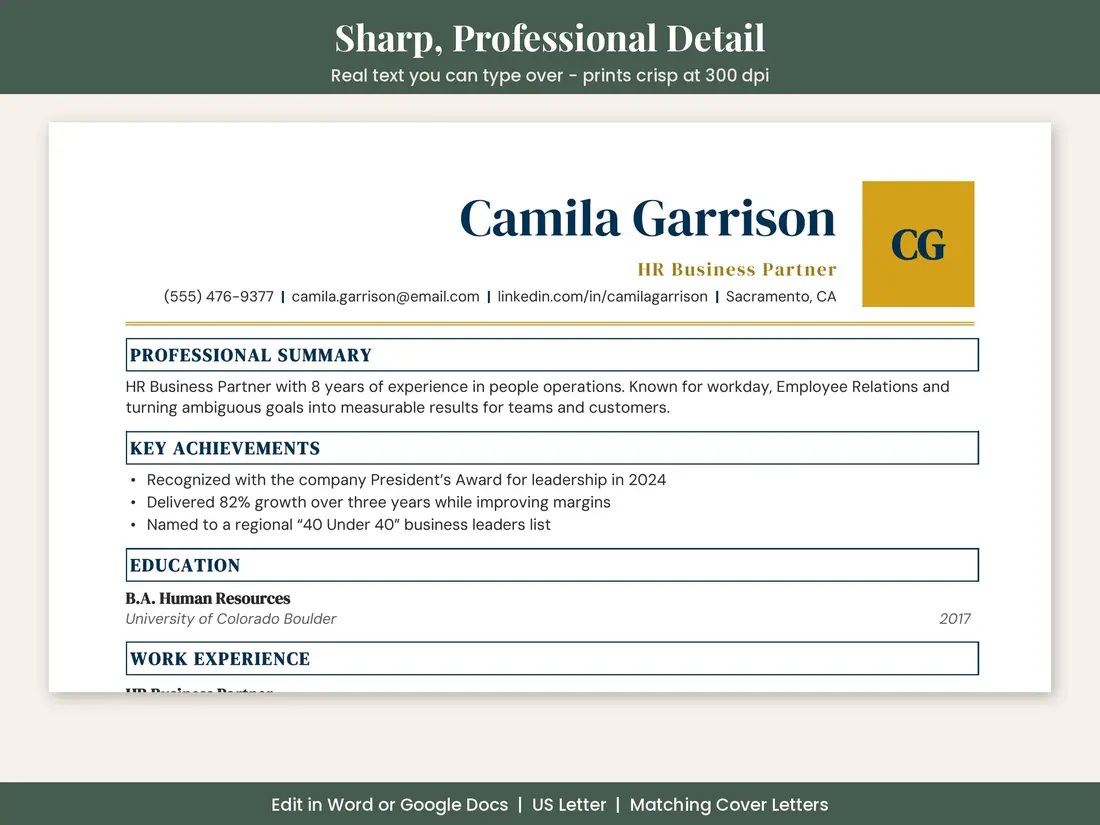 Sharp, Professional Detail
Real text you can type over - prints crisp at 300 dpi
Camila Garrison
CG
HR Business Partner
(555) 476-9377 | camila.garrison@email.com | linkedin.com/in/camilagarrison | Sacramento, CA
PROFESSIONAL SUMMARY
HR Business Partner with 8 years of experience in people operations. Known for workday, Employee Relations and
turning ambiguous goals into measurable results for teams and customers.
KEY ACHIEVEMENTS
• Recognized with the company President’s Award for leadership in 2024
• Delivered 82% growth over three years while improving margins
• Named to a regional “40 Under 40” business leaders list
EDUCATION
B.A. Human Resources
University of Colorado Boulder 2017
WORK EXPERIENCE
HR Business Partner
Edit in Word or Google Docs | US Letter | Matching Cover Letters